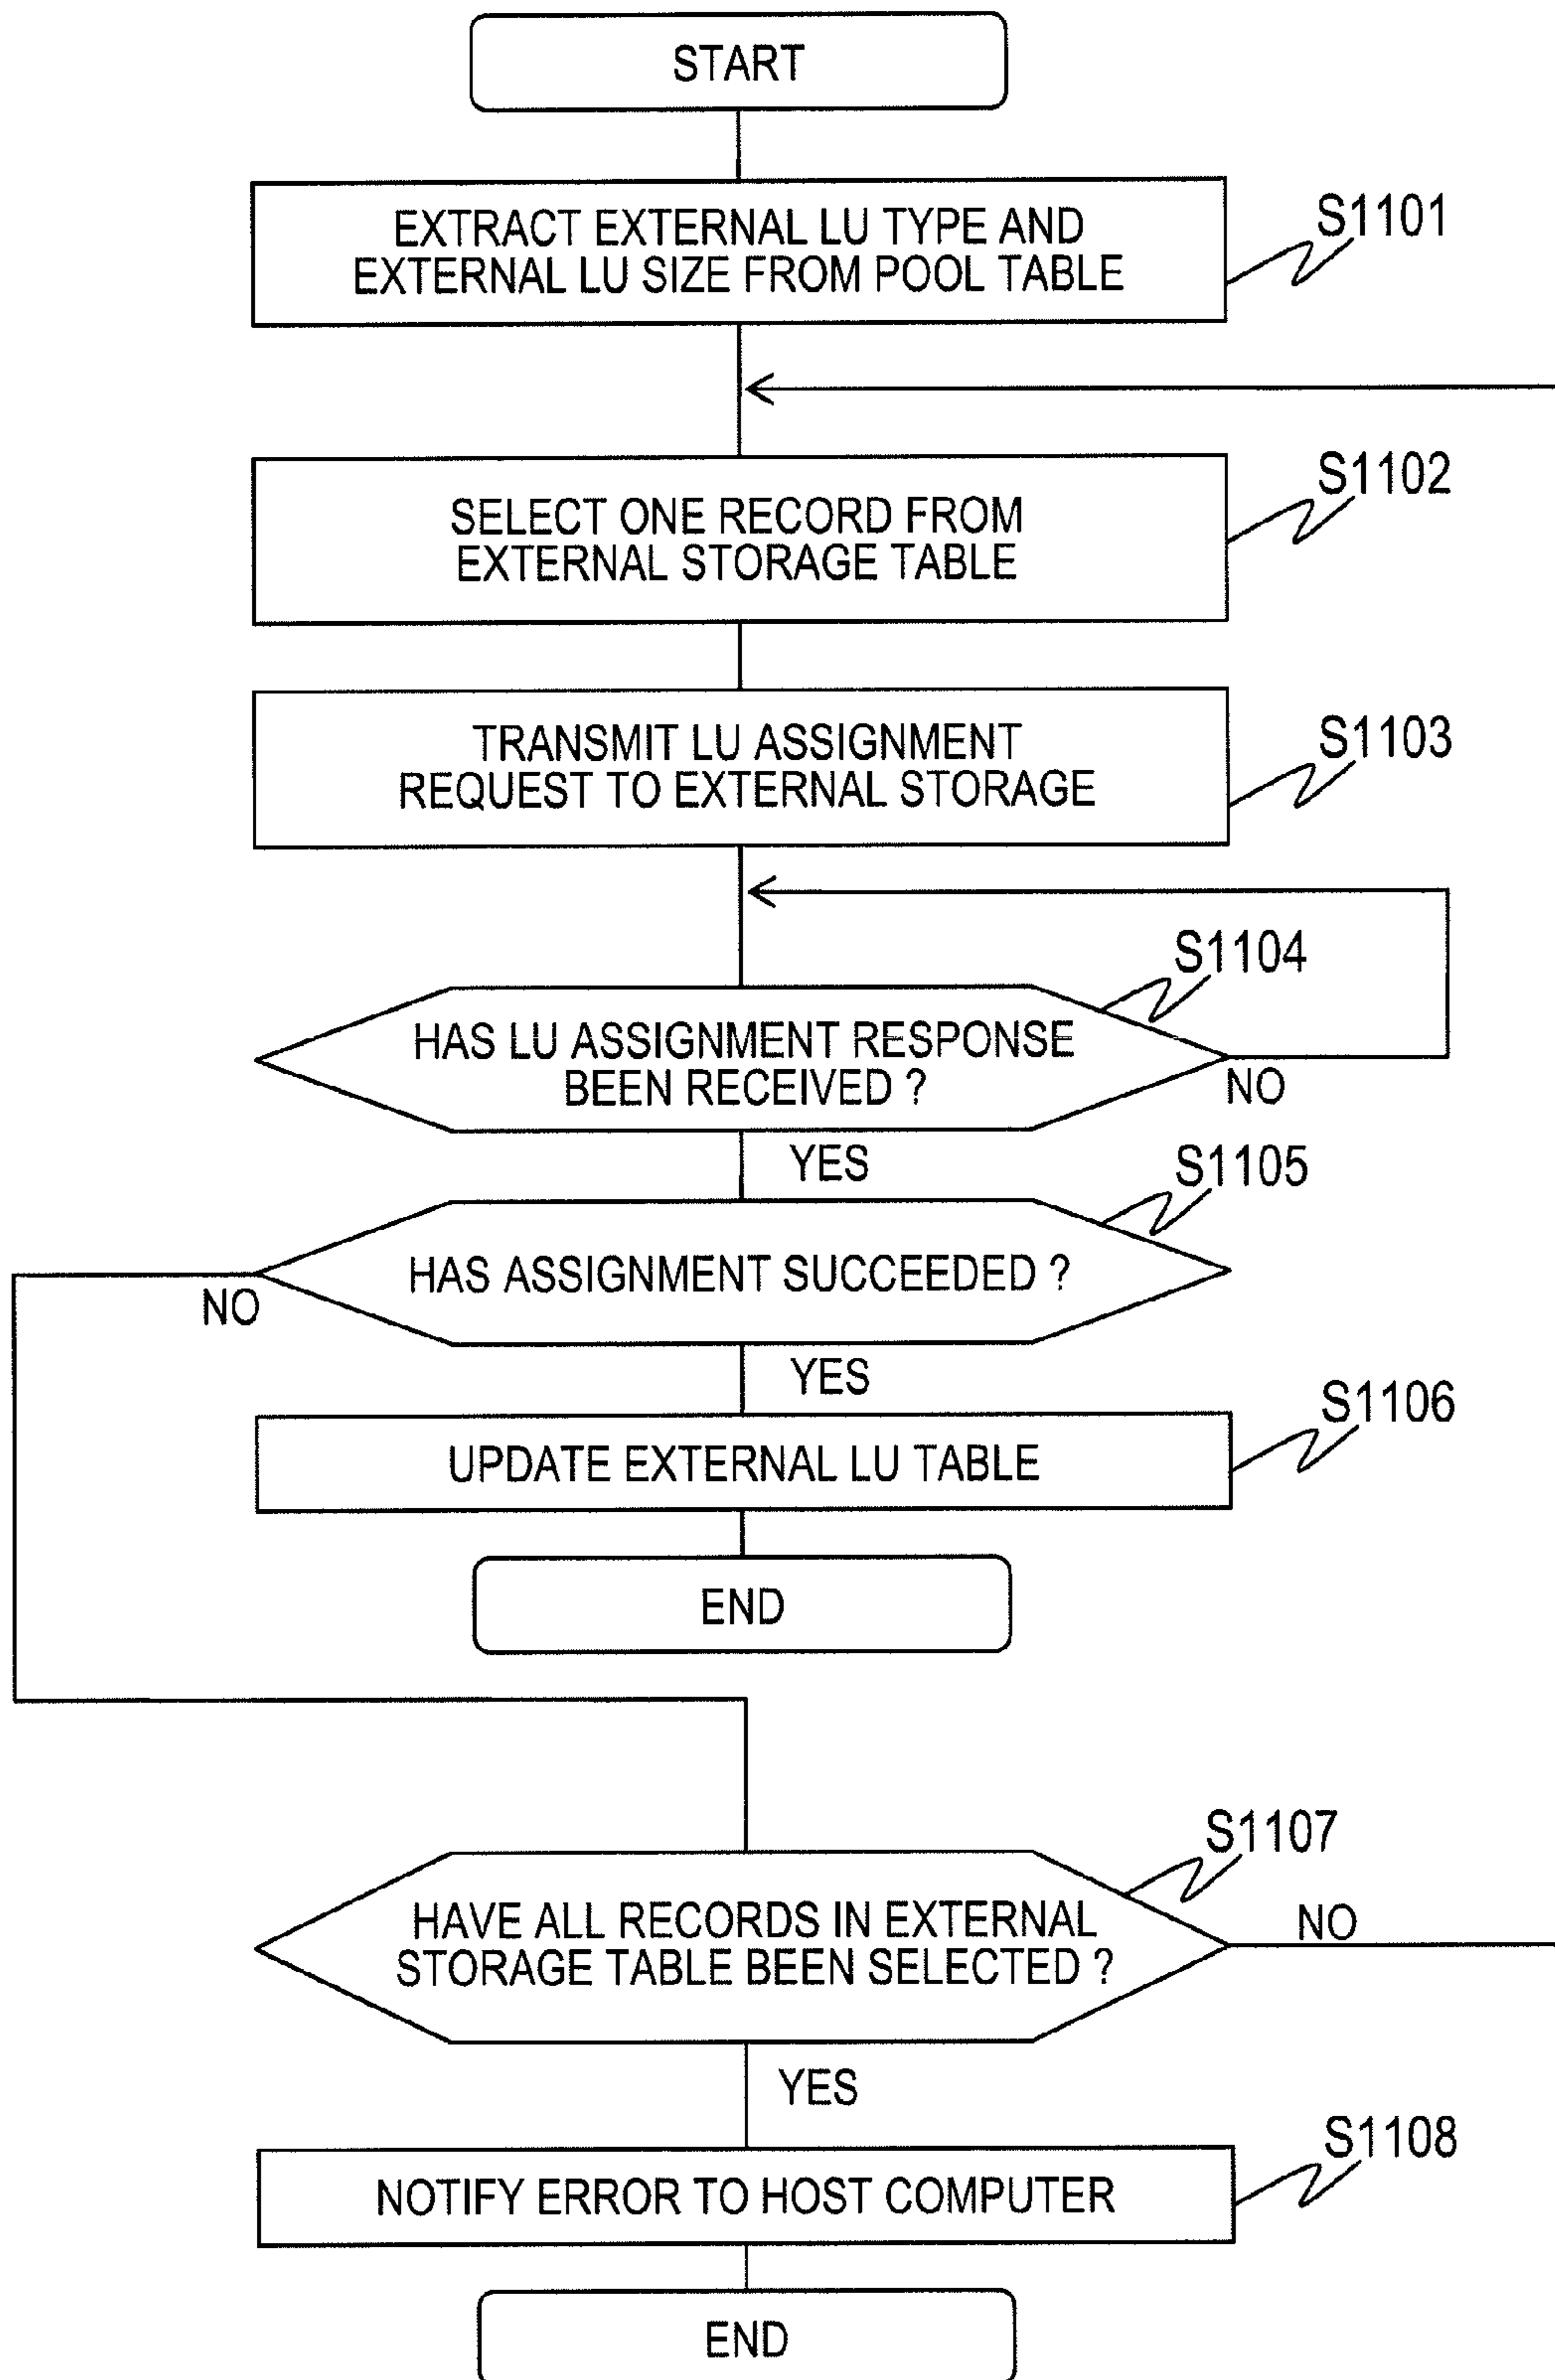 START
EXTRACT EXTERNAL LU TYPE AND
EXTERNAL LU SIZE FROM POOL TABLE
S1101
SELECT ONE RECORD FROM
EXTERNAL STORAGE TABLE
S1102
TRANSMIT LU ASSIGNMENT
REQUEST TO EXTERNAL STORAGE
S1103
S1104
HAS LU ASSIGNMENT RESPONSE
BEEN RECEIVED ?
NO
YES
S1105
HAS ASSIGNMENT SUCCEEDED ?
NO
YES
S1106
UPDATE EXTERNAL LU TABLE
END
S1107
HAVE ALL RECORDS IN EXTERNAL
STORAGE TABLE BEEN SELECTED ?
NO
YES
S1108
NOTIFY ERROR TO HOST COMPUTER
END